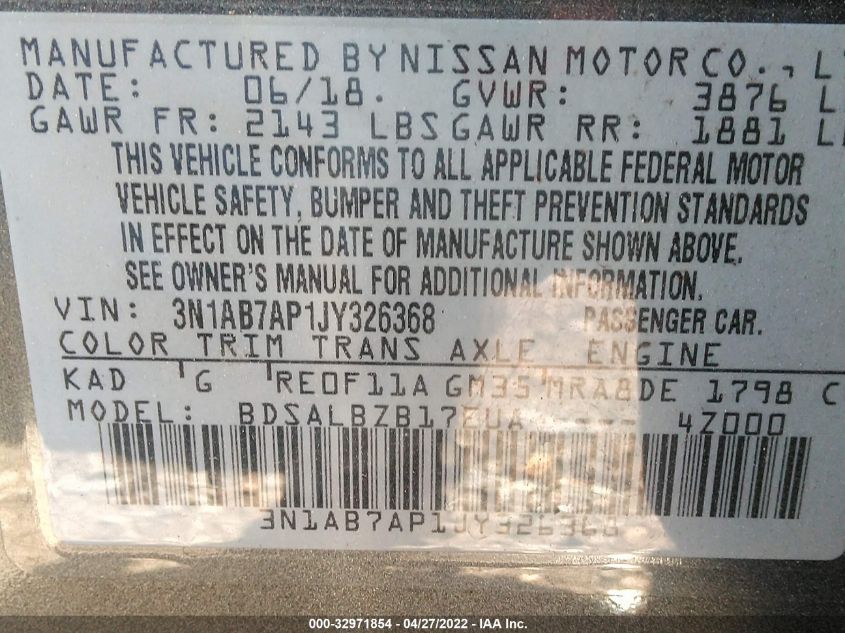 MANUFACTURED BY NISSAN MOTOR CO.,
DATE: 06/18. GVWR: 3876 L
GAWR FR: 2143 LBS GAWR RR: 1881 L
THIS VEHICLE CONFORMS TO ALL APPLICABLE FEDERAL MOTOR
VEHICLE SAFETY, BUMPER AND THEFT PREVENTION STANDARDS
IN EFFECT ON THE DATE OF MANUFACTURE SHOWN ABOVE.
SEE OWNER'S MANUAL FOR ADDITIONAL INFORMATION.
VIN: 3N1AB7AP1JY326368 PASSENGER CAR.
COLOR TRIM TRANS AXLE ENGINE
KAD G RE0F11A GM35 MRA8DE 1798 C
MODEL: BDSALBZB17EUA --- 4Z000
3N1AB7AP1JY326368
000-32971854 - 04/27/2022 - IAA Inc.